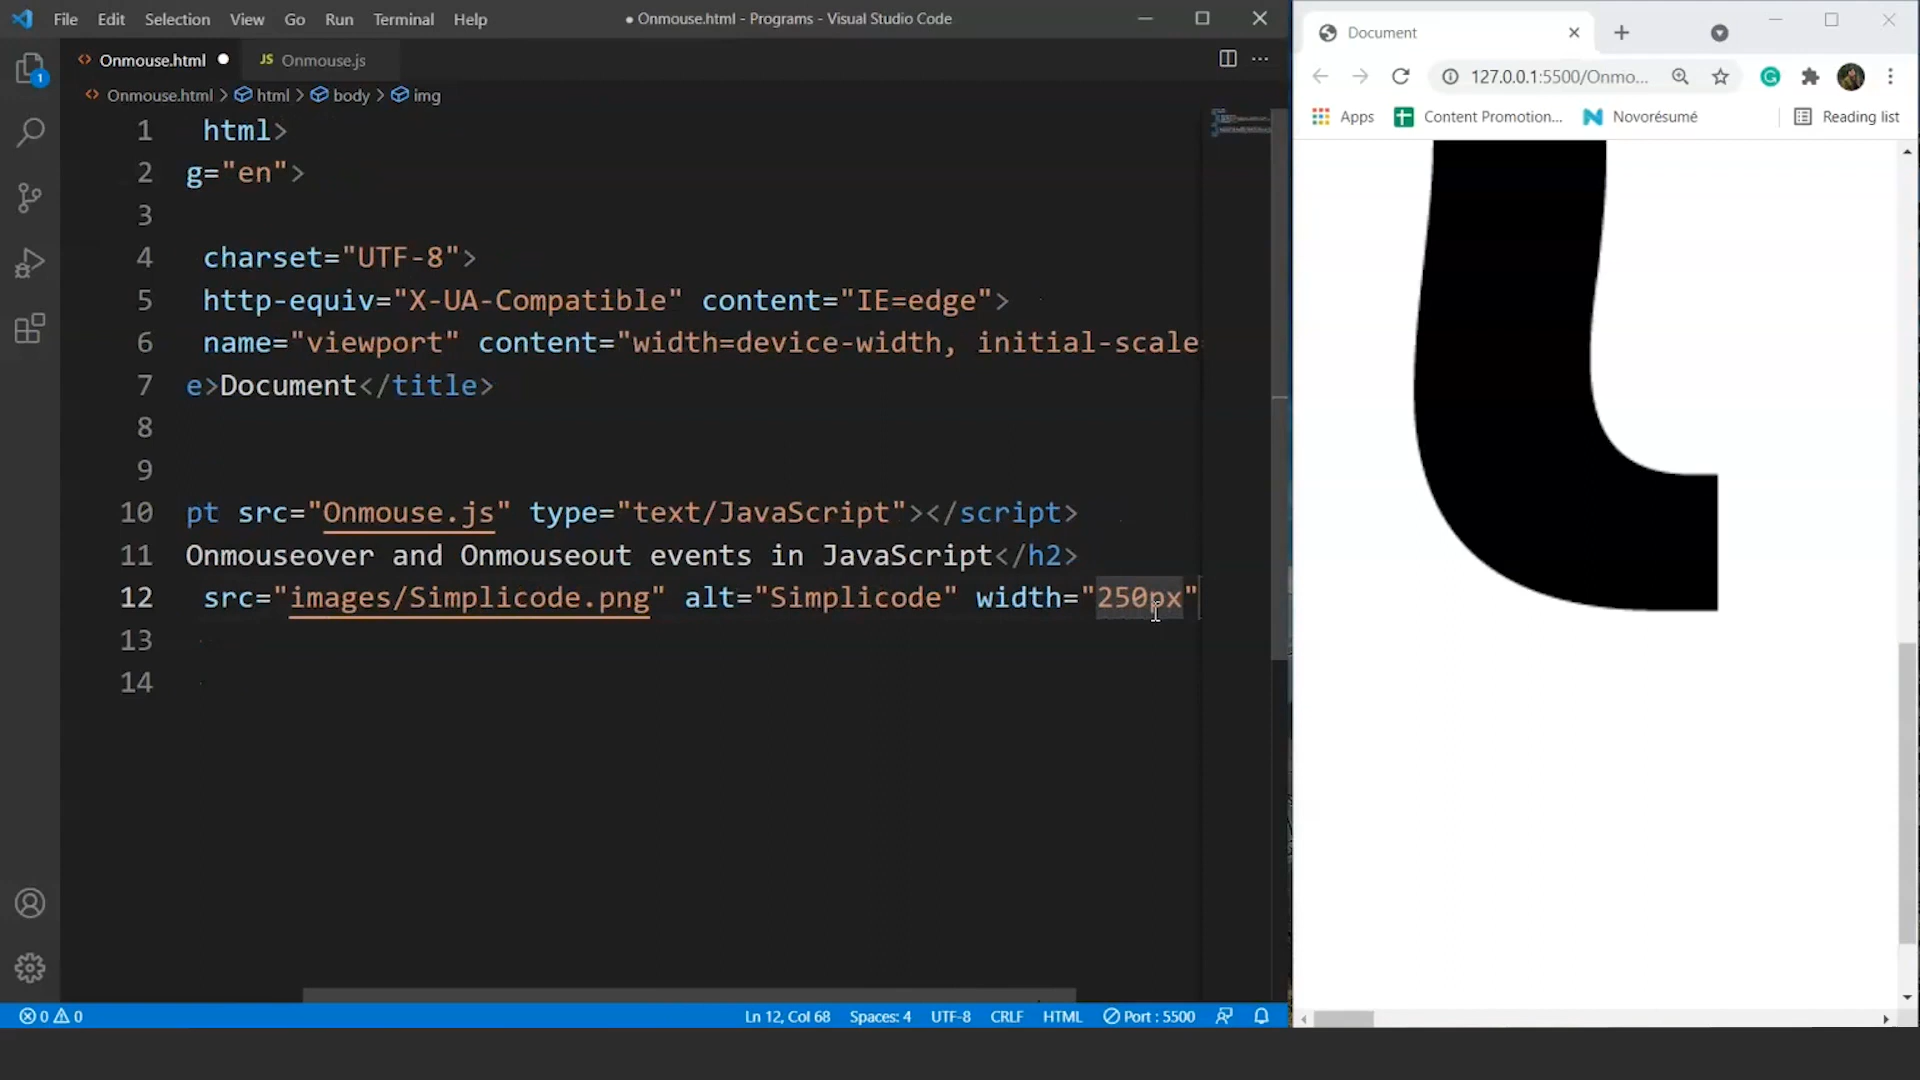 File Edit Selection View Go Run Terminal Help ● Onmouse.html - Programs - Visual Studio Code
Onmouse.html JS Onmouse.js
Onmouse.html > html > body > img
1 html>
2 g="en">
3
4 charset="UTF-8">
5 http-equiv="X-UA-Compatible" content="IE=edge">
6 name="viewport" content="width=device-width, initial-scale
7 e>Document</title>
8
9
10 pt src="Onmouse.js" type="text/JavaScript"></script>
11 Onmouseover and Onmouseout events in JavaScript</h2>
12 src="images/Simplicode.png" alt="Simplicode" width="250px"
13
14
1
0 0 Ln 12, Col 68 Spaces: 4 UTF-8 CRLF HTML Port : 5500
Document
127.0.0.1:5500/Onmo...
Apps Content Promotion... Novorésumé Reading list